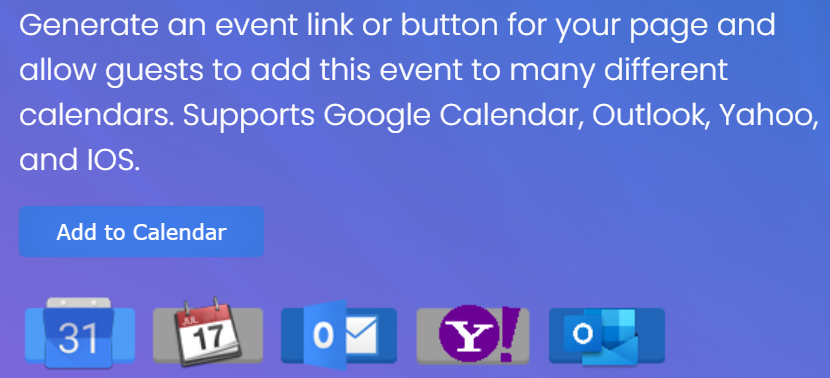 Generate an event link or button for your page and
allow guests to add this event to many different
calendars. Supports Google Calendar, Outlook, Yahoo,
and IOS.
Add to Calendar
31 JUL 17 O Y! O